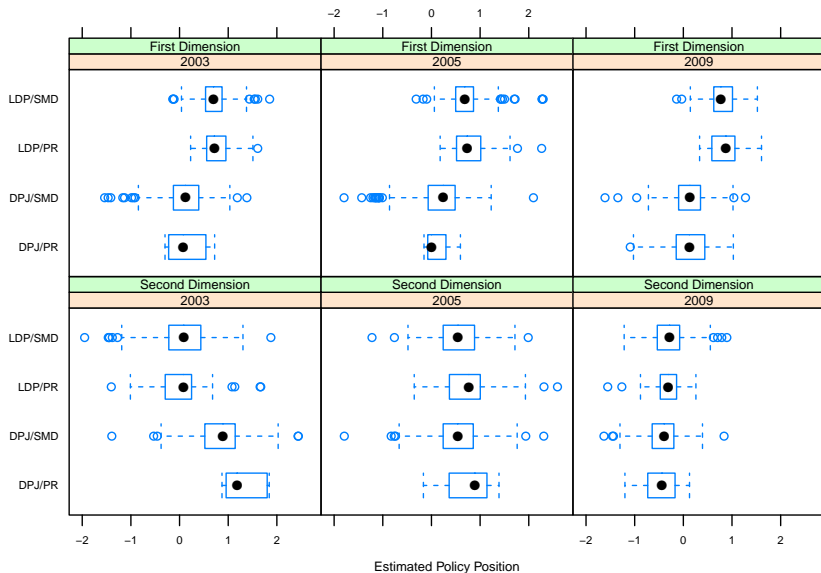 −2 −1 0 1 2
First Dimension First Dimension First Dimension
2003 2005 2009
LDP/SMD
LDP/PR
DPJ/SMD
DPJ/PR
Second Dimension Second Dimension Second Dimension
2003 2005 2009
LDP/SMD
LDP/PR
DPJ/SMD
DPJ/PR
−2 −1 0 1 2 −2 −1 0 1 2
Estimated Policy Position